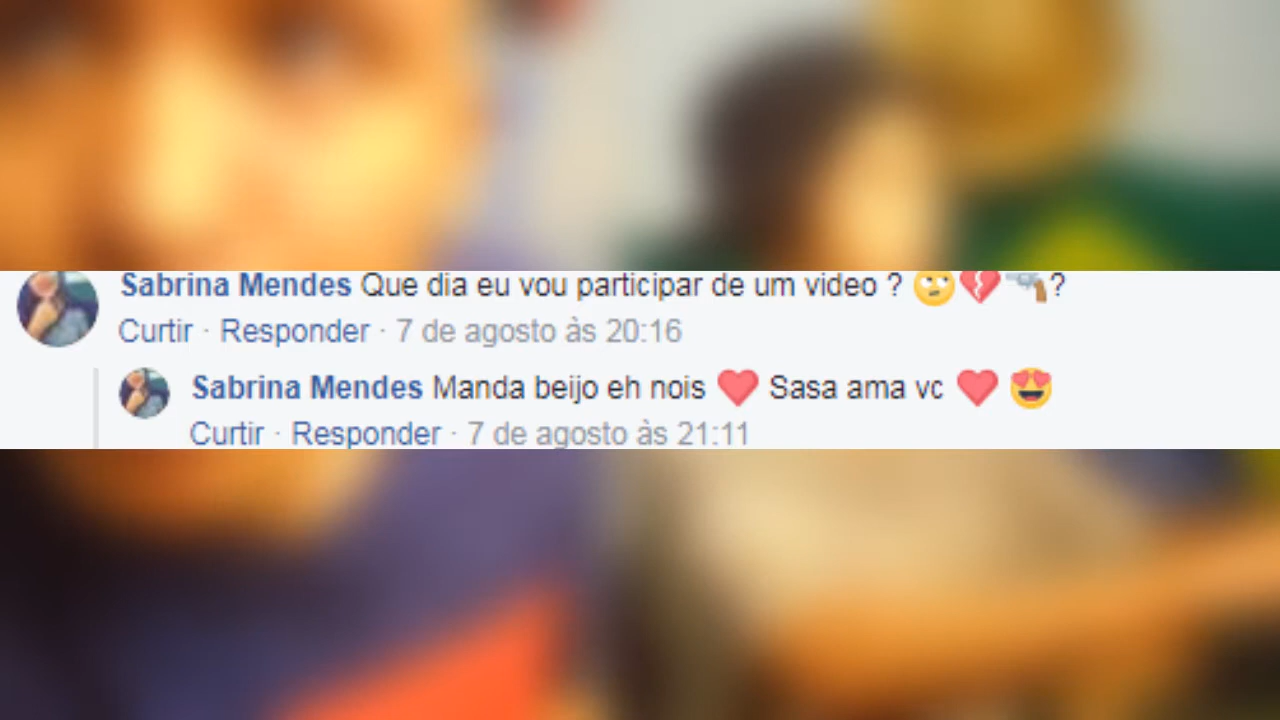 Sabrina Mendes Que dia eu vou participar de um video ? 🙄💔🔫?
Curtir · Responder · 7 de agosto às 20:16
Sabrina Mendes Manda beijo eh nois ❤ Sasa ama vc ❤ 😍
Curtir · Responder · 7 de agosto às 21:11